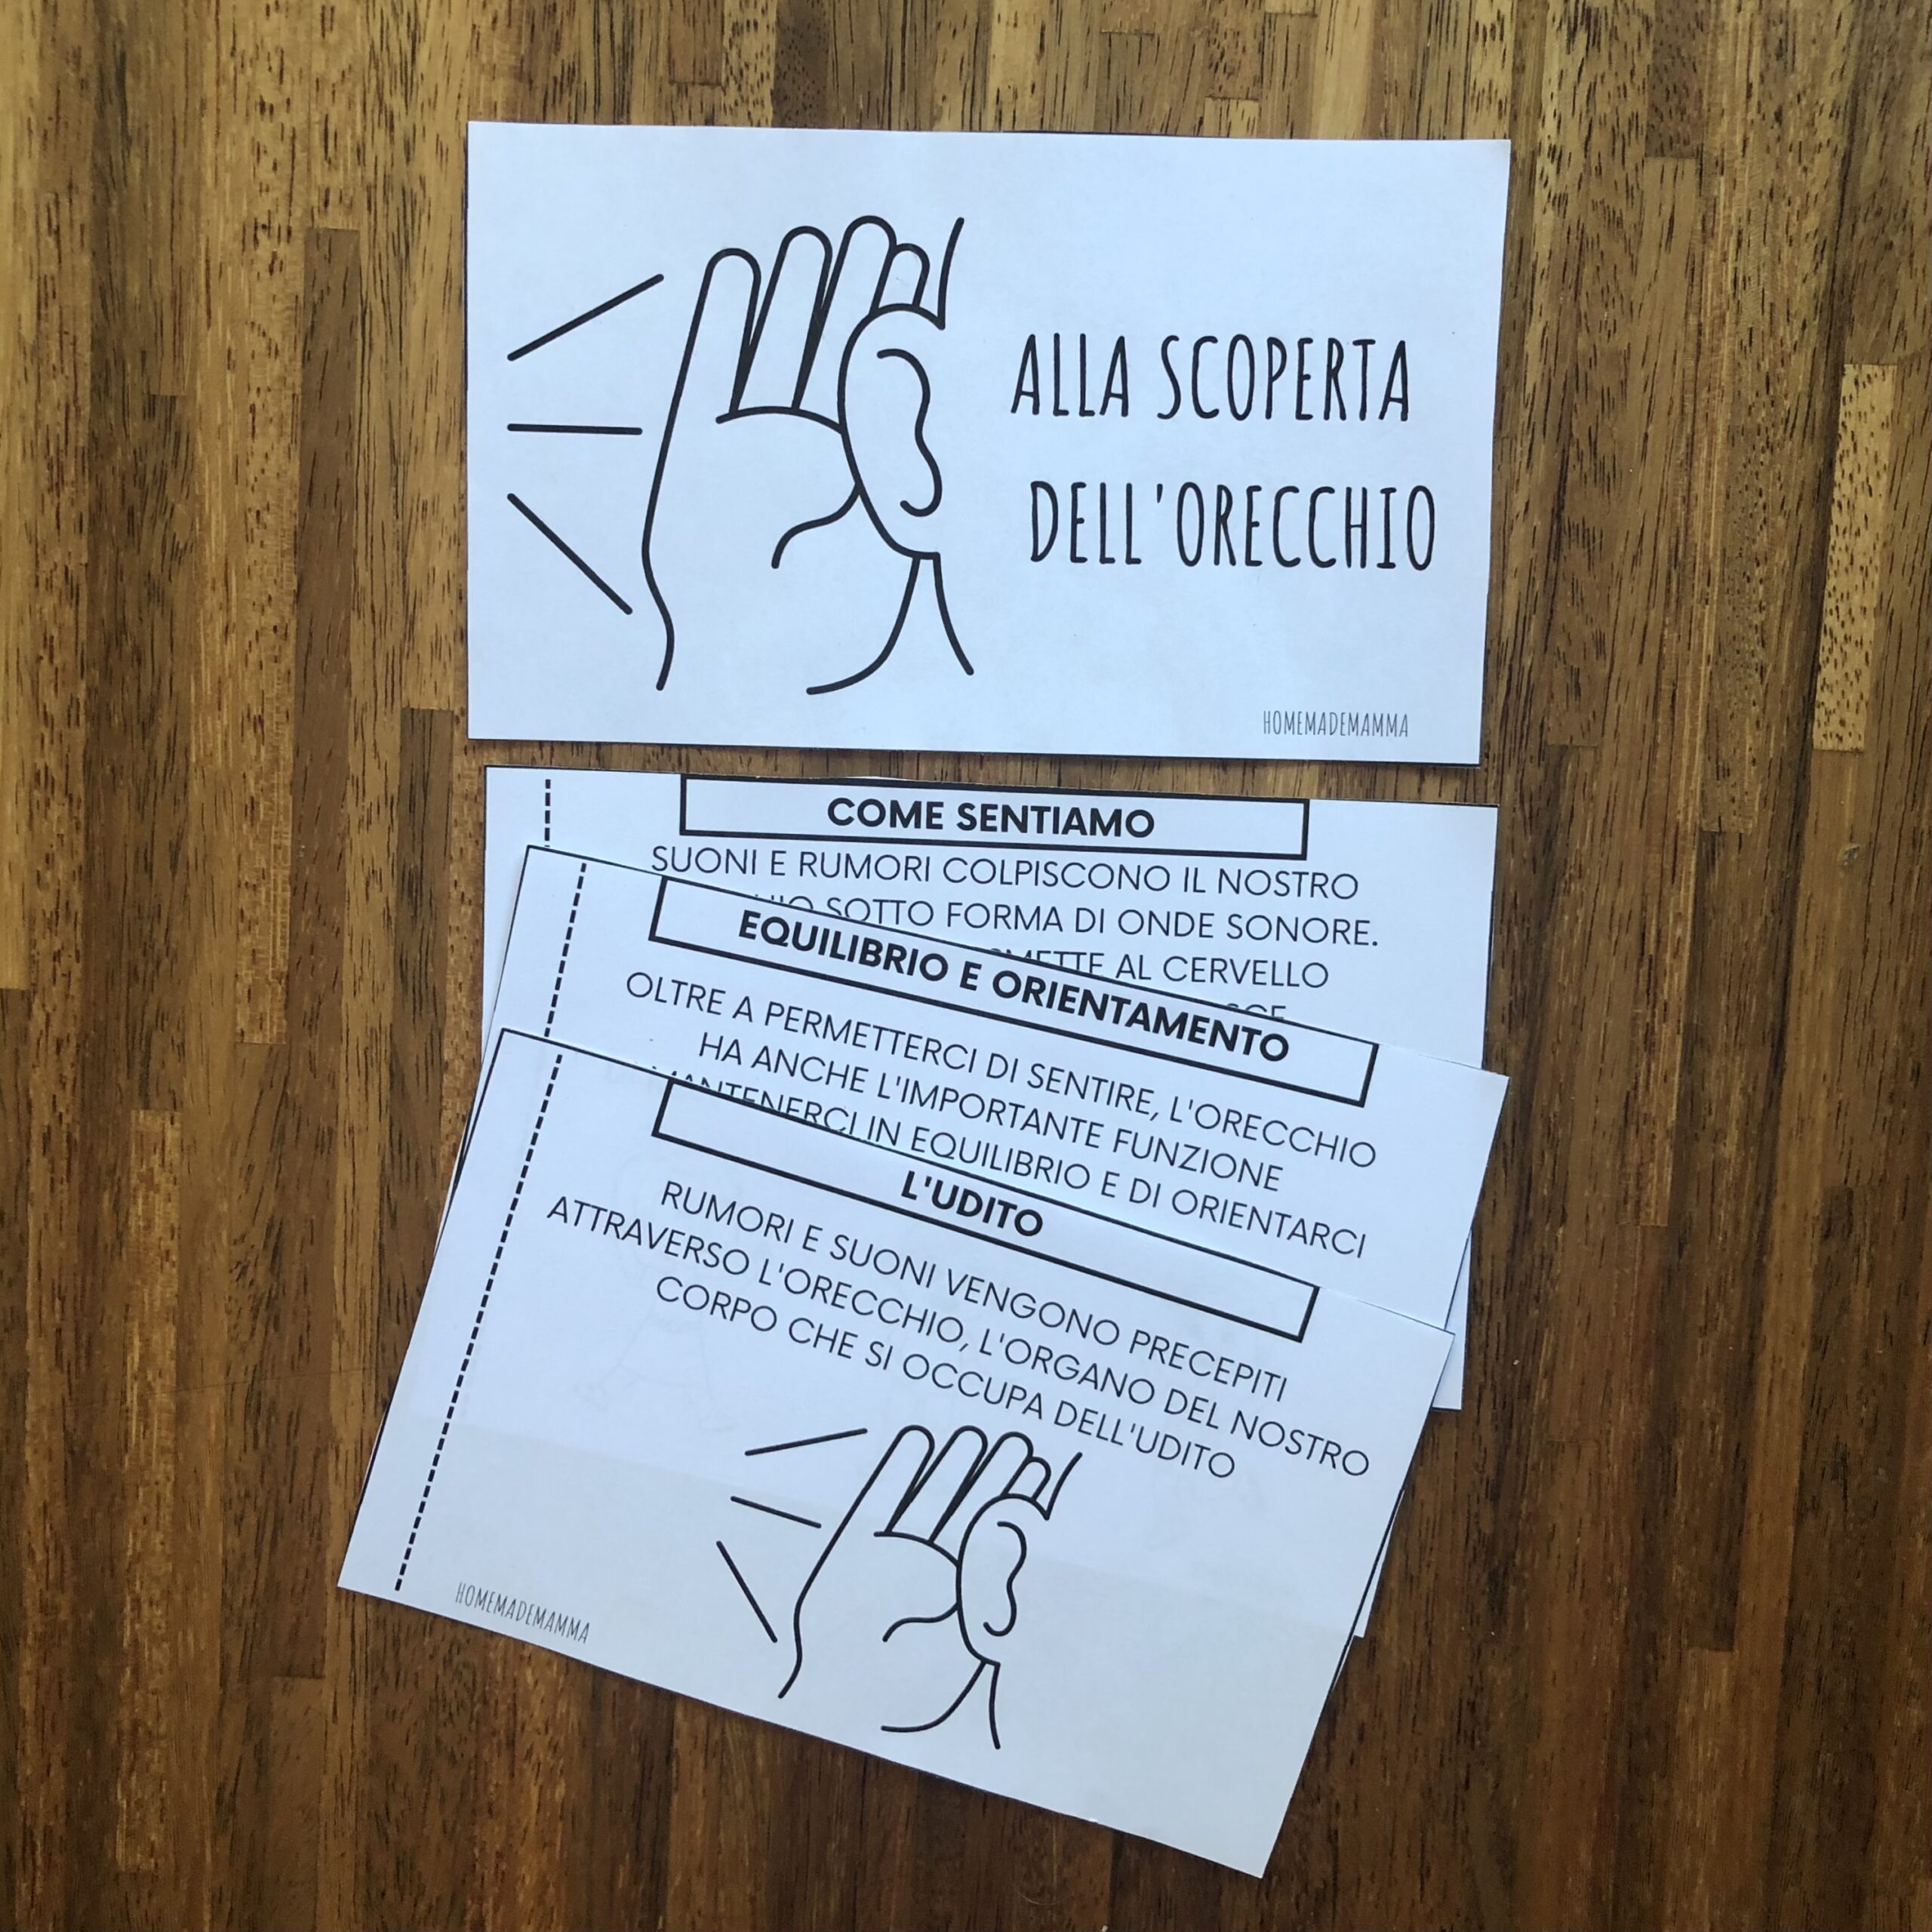 ALLA SCOPERTA
DELL'ORECCHIO
HOMEMADEMAMMA
COME SENTIAMO
SUONI E RUMORI COLPISCONO IL NOSTRO
SOTTO FORMA DI ONDE SONORE.
AL CERVELLO
EQUILIBRIO E ORIENTAMENTO
OLTRE A PERMETTERCI DI SENTIRE, L'ORECCHIO
HA ANCHE L'IMPORTANTE FUNZIONE
MANTENERCI IN EQUILIBRIO E DI ORIENTARCI
L'UDITO
RUMORI E SUONI VENGONO PRECEPITI
ATTRAVERSO L'ORECCHIO, L'ORGANO DEL NOSTRO
CORPO CHE SI OCCUPA DELL'UDITO
HOMEMADEMAMMA